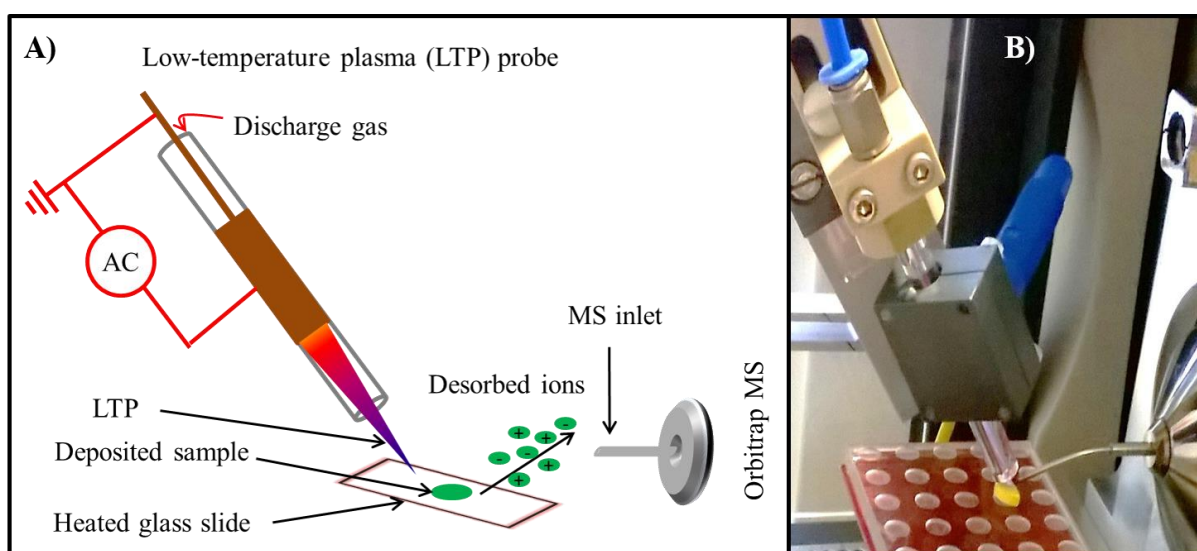 A)
Low-temperature plasma (LTP) probe
Discharge gas
AC
MS inlet
Desorbed ions
LTP
Deposited sample
Heated glass slide
Orbitrap MS
+
-
+
-
+
-
+
-
+
B)